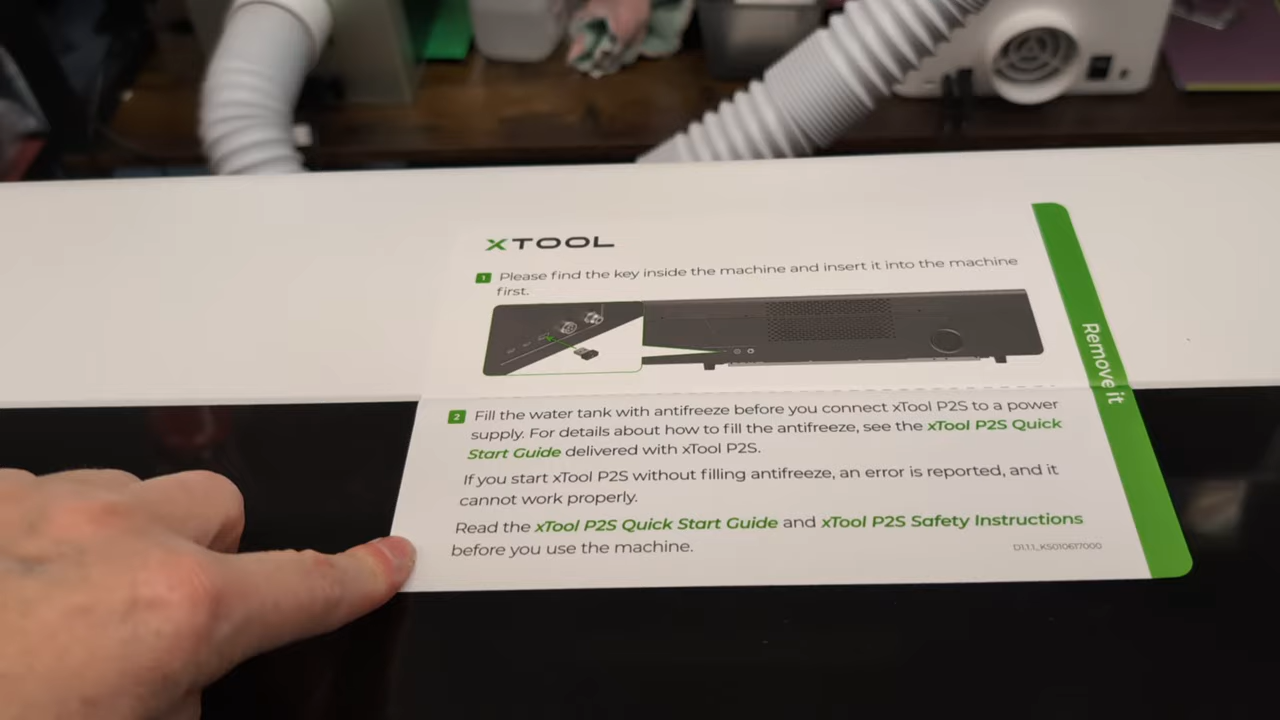 XTOOL
1 Please find the key inside the machine and insert it into the machine
first.
2 Fill the water tank with antifreeze before you connect xTool P2S to a power
supply. For details about how to fill the antifreeze, see the xTool P2S Quick
Start Guide delivered with xTool P2S.
If you start xTool P2S without filling antifreeze, an error is reported, and it
cannot work properly.
Read the xTool P2S Quick Start Guide and xTool P2S Safety Instructions
before you use the machine.
D1.1.1_KS010617000
Remove it